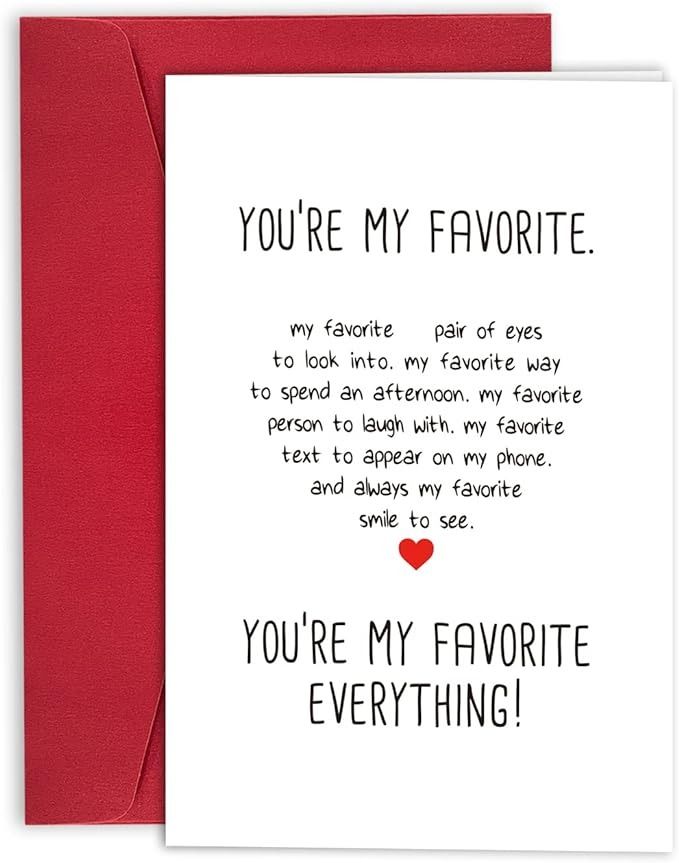 YOU'RE MY FAVORITE.
my favorite pair of eyes
to look into. my favorite way
to spend an afternoon. my favorite
person to laugh with. my favorite
text to appear on my phone.
and always my favorite
smile to see.
YOU'RE MY FAVORITE
EVERYTHING!